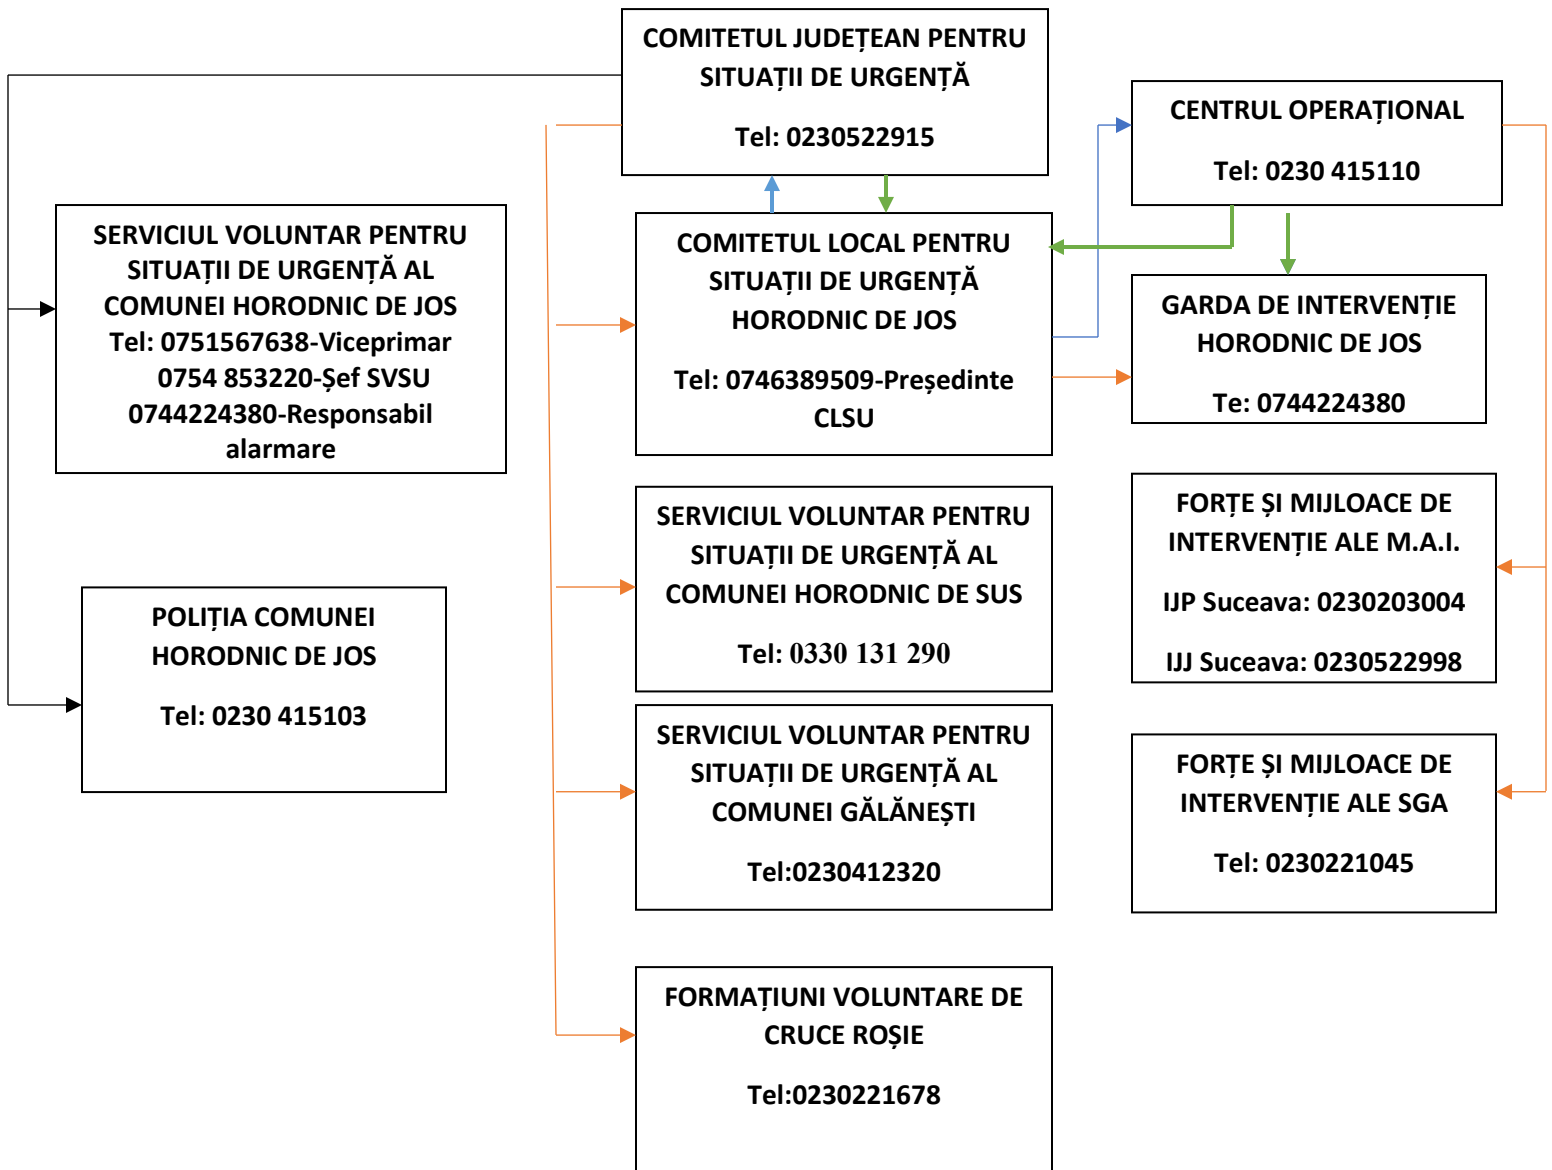 COMITETUL JUDEȚEAN PENTRU
SITUAȚII DE URGENȚĂ
Tel: 0230522915
CENTRUL OPERAȚIONAL
Tel: 0230 415110
SERVICIUL VOLUNTAR PENTRU
SITUAȚII DE URGENȚĂ AL
COMUNEI HORODNIC DE JOS
Tel: 0751567638-Viceprimar
0754 853220-Șef SVSU
0744224380-Responsabil
alarmare
COMITETUL LOCAL PENTRU
SITUAȚII DE URGENȚĂ
HORODNIC DE JOS
Tel: 0746389509-Președinte
CLSU
GARDA DE INTERVENȚIE
HORODNIC DE JOS
Te: 0744224380
SERVICIUL VOLUNTAR PENTRU
SITUAȚII DE URGENȚĂ AL
COMUNEI HORODNIC DE SUS
Tel: 0330 131 290
FORȚE ȘI MIJLOACE DE
INTERVENȚIE ALE M.A.I.
IJP Suceava: 0230203004
IJJ Suceava: 0230522998
POLIȚIA COMUNEI
HORODNIC DE JOS
Tel: 0230 415103
SERVICIUL VOLUNTAR PENTRU
SITUAȚII DE URGENȚĂ AL
COMUNEI GĂLĂNEȘTI
Tel:0230412320
FORȚE ȘI MIJLOACE DE
INTERVENȚIE ALE SGA
Tel: 0230221045
FORMAȚIUNI VOLUNTARE DE
CRUCE ROȘIE
Tel:0230221678